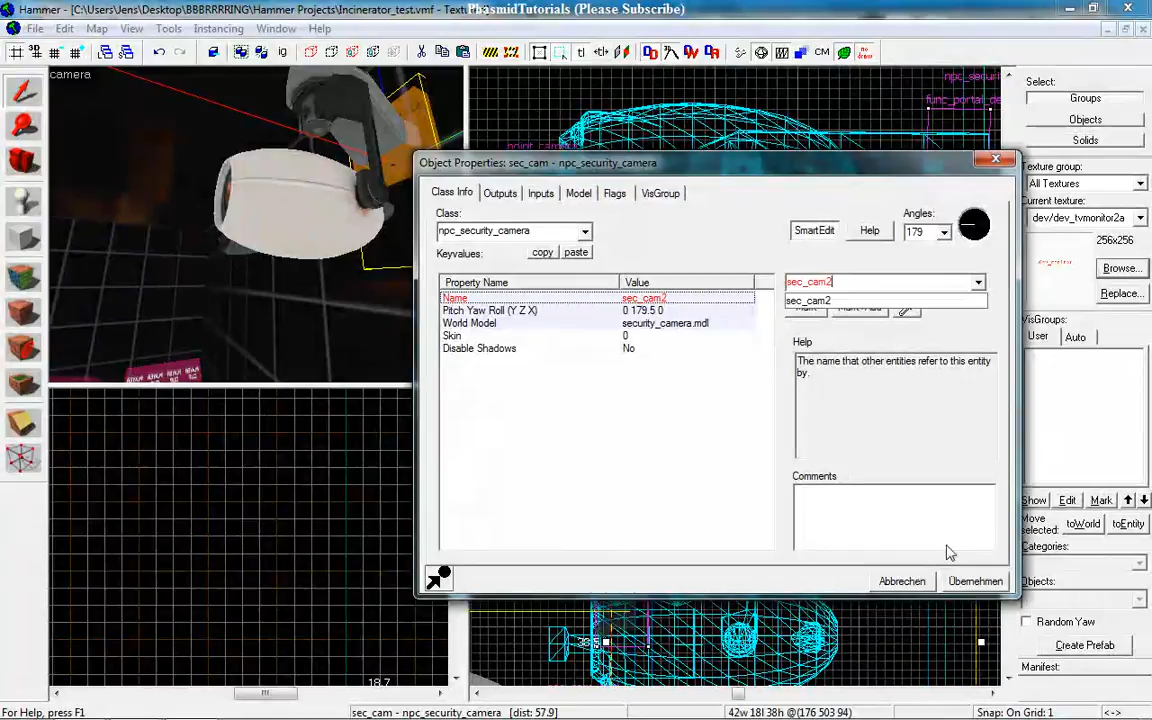 Hammer - [C:\Users\Jens\Desktop\BBBRRRRING\Hammer Projects\Incinerator_test.vmf - Tex
PhasmidTutorials (Please Subscribe)
File Edit Map View Tools Instancing Window Help
camera
Select:
Groups
Objects
Solids
Texture group:
All Textures
Current texture:
dev/dev_tvmonitor2a
256x256
Browse...
Replace...
VisGroups:
User Auto
Object Properties: sec_cam - npc_security_camera
Class Info Outputs Inputs Model Flags VisGroup
Class:
npc_security_camera
SmartEdit Help
Angles:
179
Keyvalues: copy paste
Property Name Value
Name sec_cam2
Pitch Yaw Roll (Y Z X) 0 179.5 0
World Model security_camera.mdl
Skin 0
Disable Shadows No
sec_cam2
sec_cam2
Help
The name that other entities refer to this entity
by.
Comments
Abbrechen Übernehmen
Show Edit Mark
Move
selected: toWorld toEntity
Categories:
Objects:
Random Yaw
Create Prefab
Manifest:
18.7
For Help, press F1
sec_cam - npc_security_camera [dist: 57.9]
42w 18l 38h @(176 503 94)
Snap: On Grid: 1
<->